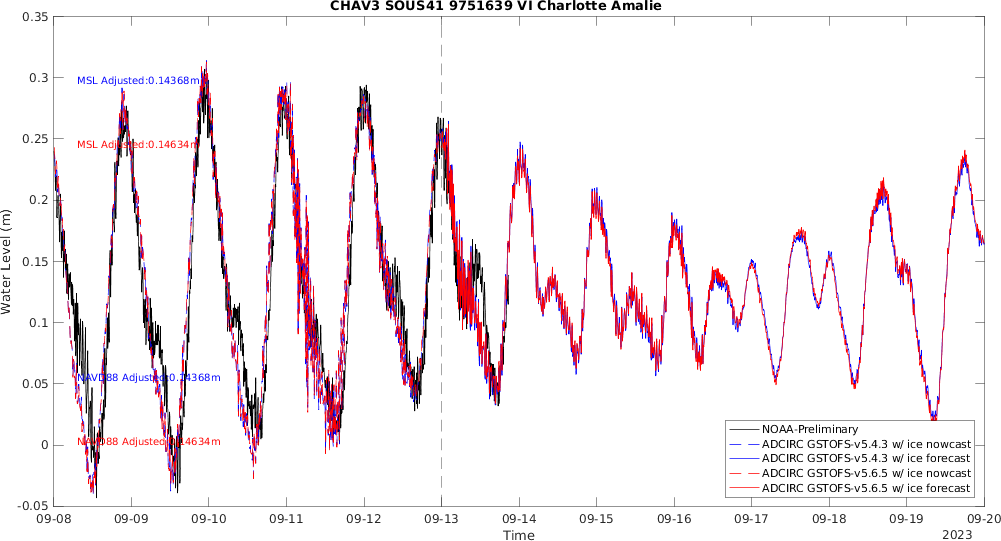 CHAV3 SOUS41 9751639 VI Charlotte Amalie
0.35
0.3
0.25
0.2
0.15
0.1
0.05
0
-0.05
Water Level (m)
MSL Adjusted:0.14368m
MSL Adjusted:0.14634m
NAVD88 Adjusted:0.14368m
NAVD88 Adjusted:0.14634m
NOAA-Preliminary
ADCIRC GSTOFS-v5.4.3 w/ ice nowcast
ADCIRC GSTOFS-v5.4.3 w/ ice forecast
ADCIRC GSTOFS-v5.6.5 w/ ice nowcast
ADCIRC GSTOFS-v5.6.5 w/ ice forecast
09-08 09-09 09-10 09-11 09-12 09-13 09-14 09-15 09-16 09-17 09-18 09-19 09-20
Time
2023